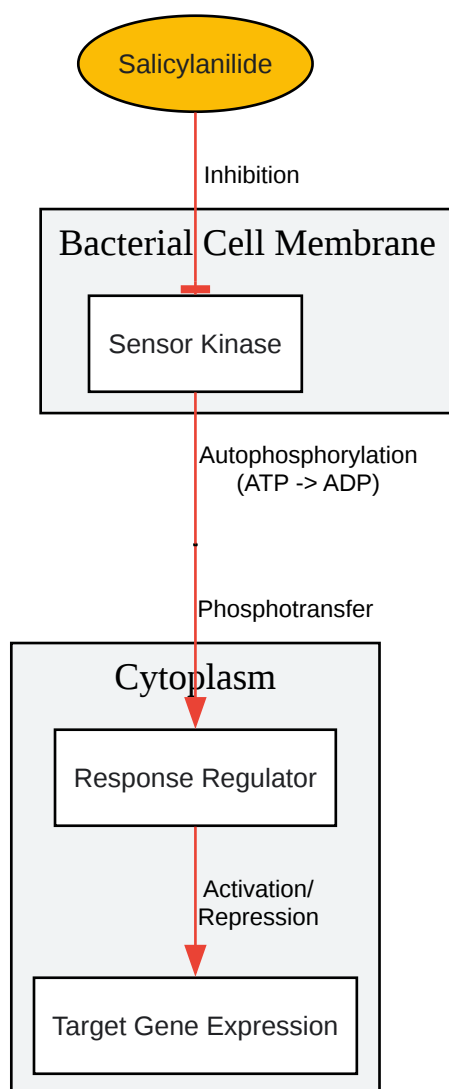 Salicylanilide
Inhibition
Bacterial Cell Membrane
Sensor Kinase
Autophosphorylation
(ATP -> ADP)
Phosphotransfer
Cytoplasm
Response Regulator
Activation/
Repression
Target Gene Expression